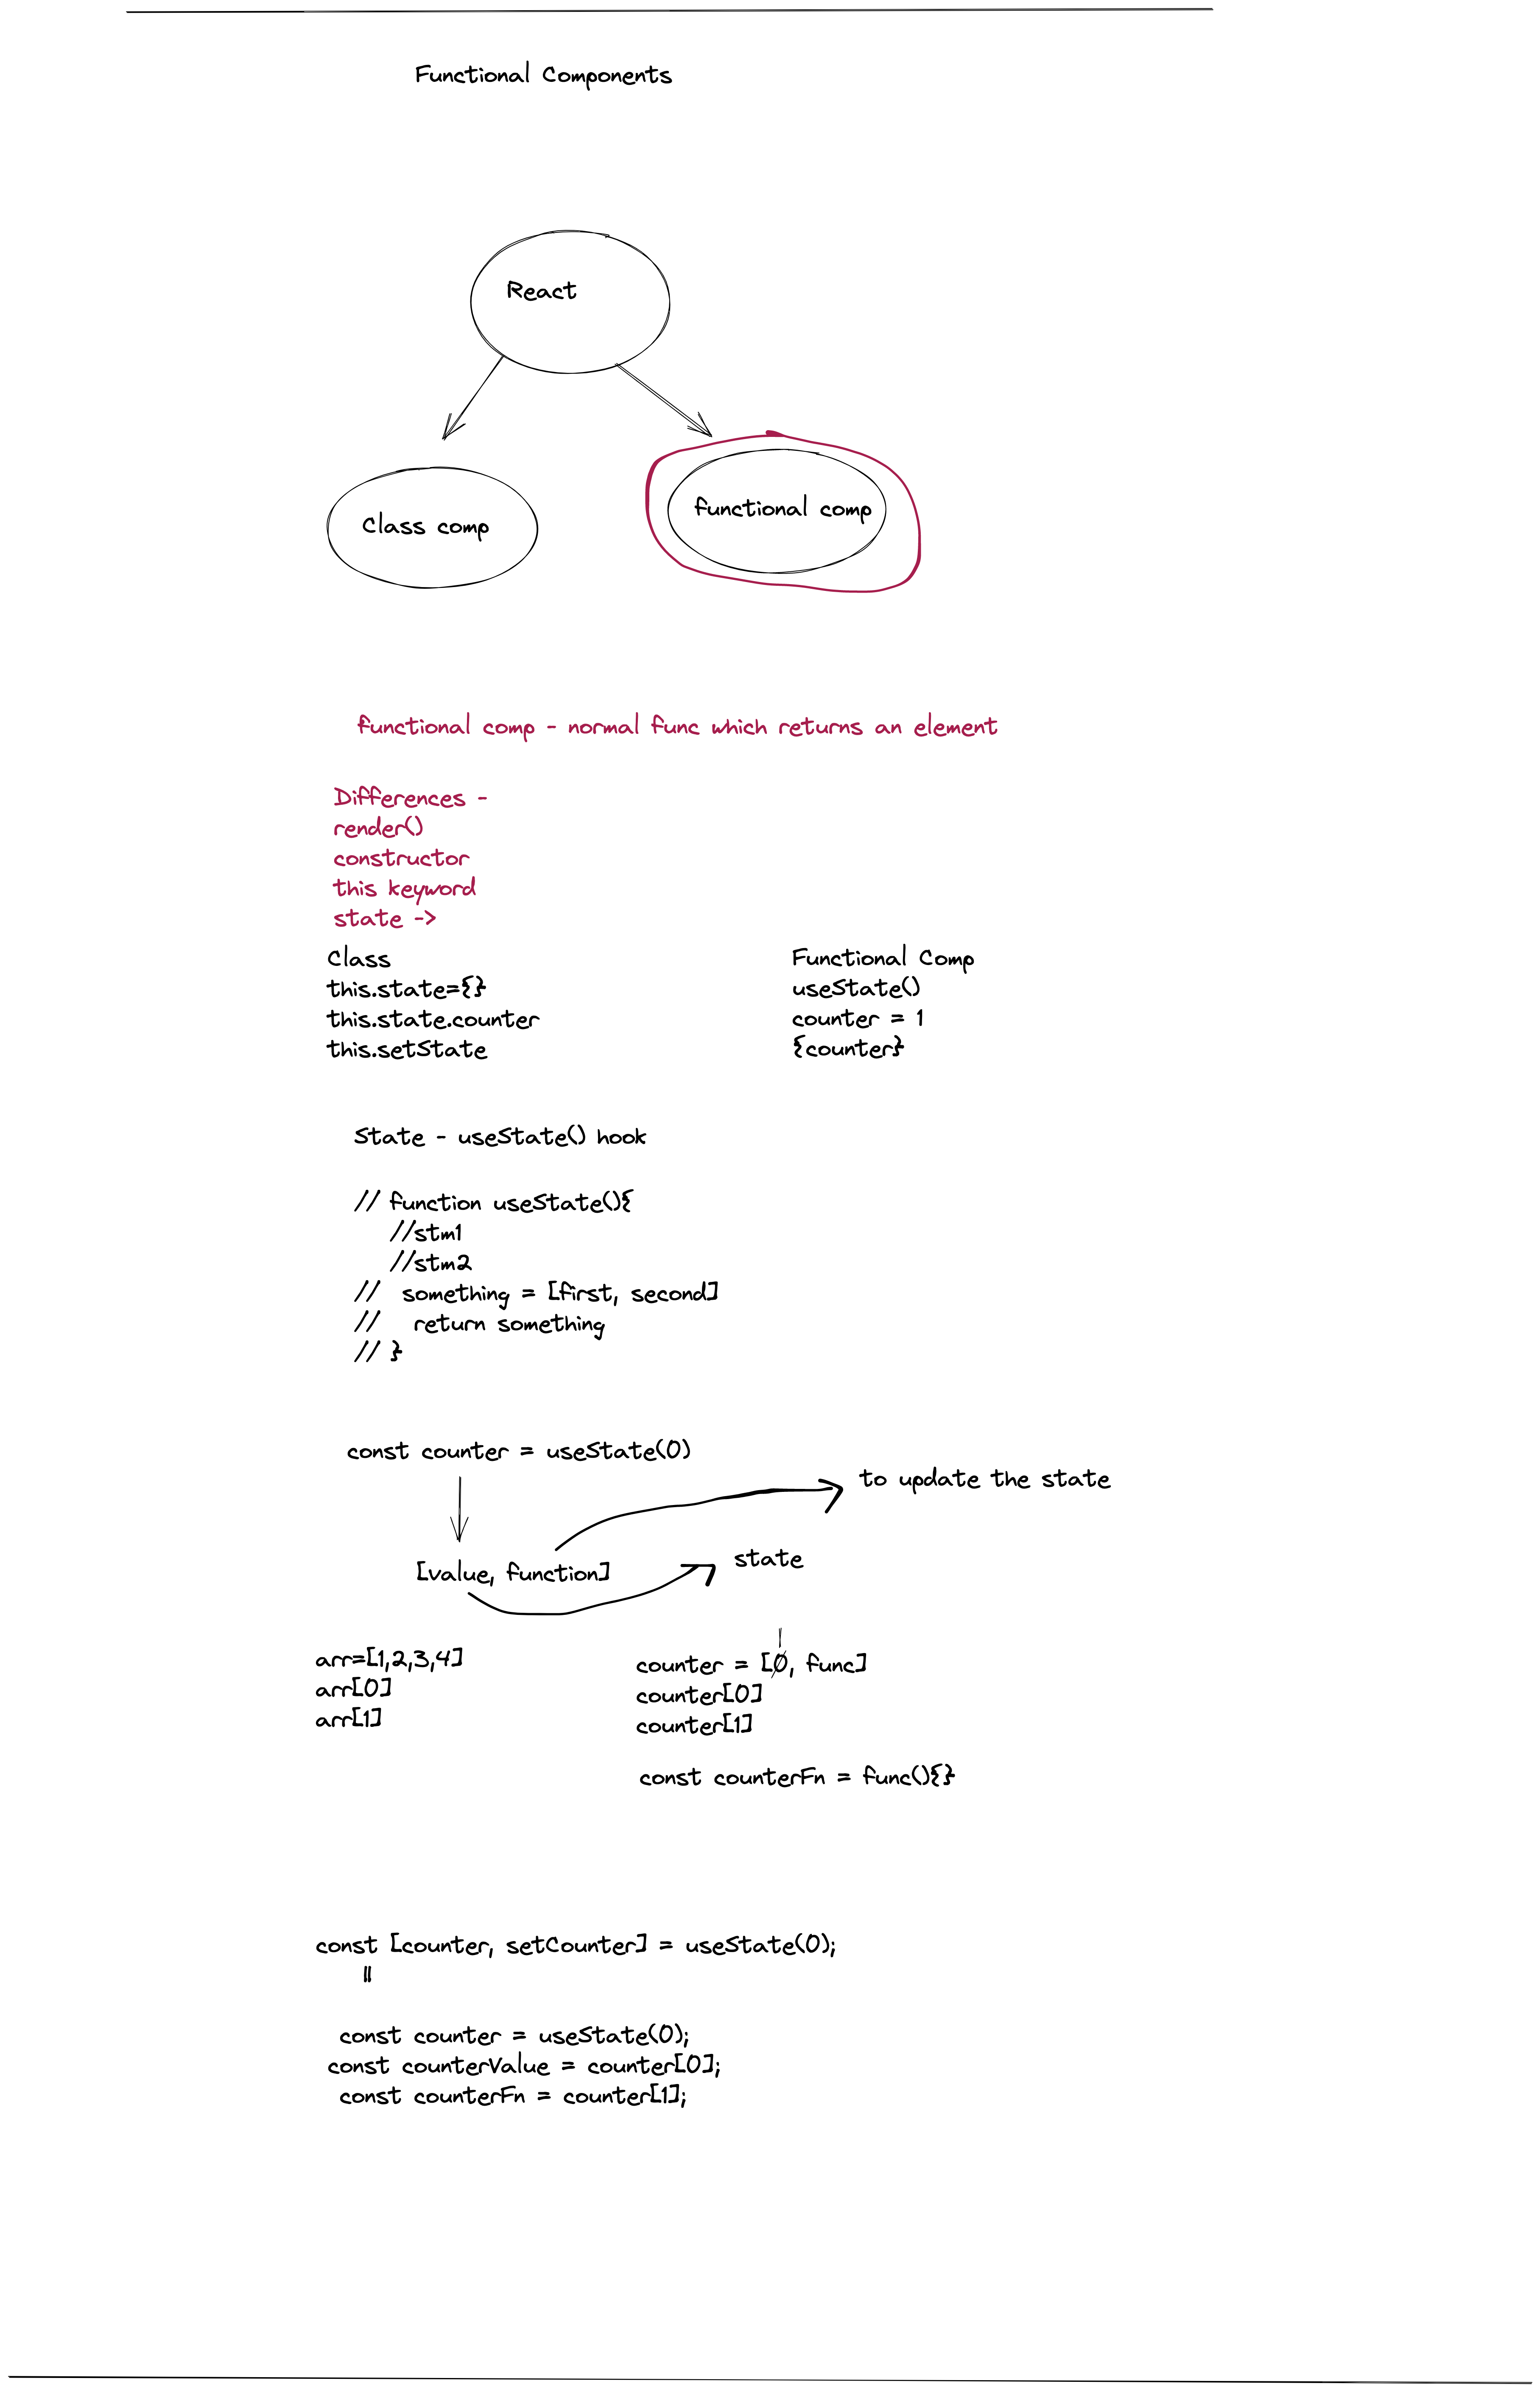 Functional Components
React
Class comp
functional comp
functional comp - normal func which returns an element
Differences -
render()
constructor
this keyword
state ->
Class
this.state={}
this.state.counter
this.setState
Functional Comp
useState()
counter = 1
{counter}
State - useState() hook
// function useState(){
//stm1
//stm2
// something = [first, second]
// return something
// }
const counter = useState(0)
to update the state
[value, function]
state
arr=[1,2,3,4]
arr[0]
arr[1]
1
counter = [0, func]
counter[0]
counter[1]
const counterFn = func(){}
const [counter, setCounter] = useState(0);
||
const counter = useState(0);
const counterValue = counter[0];
const counterFn = counter[1];